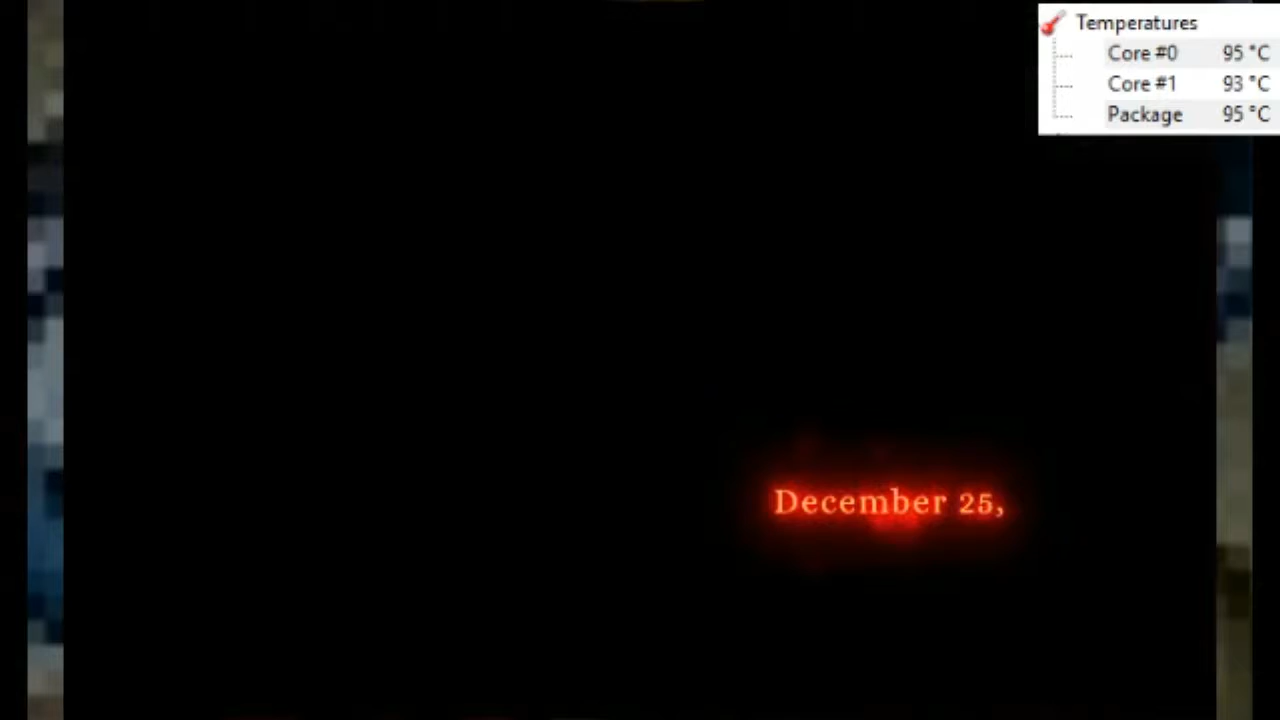 Temperatures
Core #0 95 °C
Core #1 93 °C
Package 95 °C
December 25,